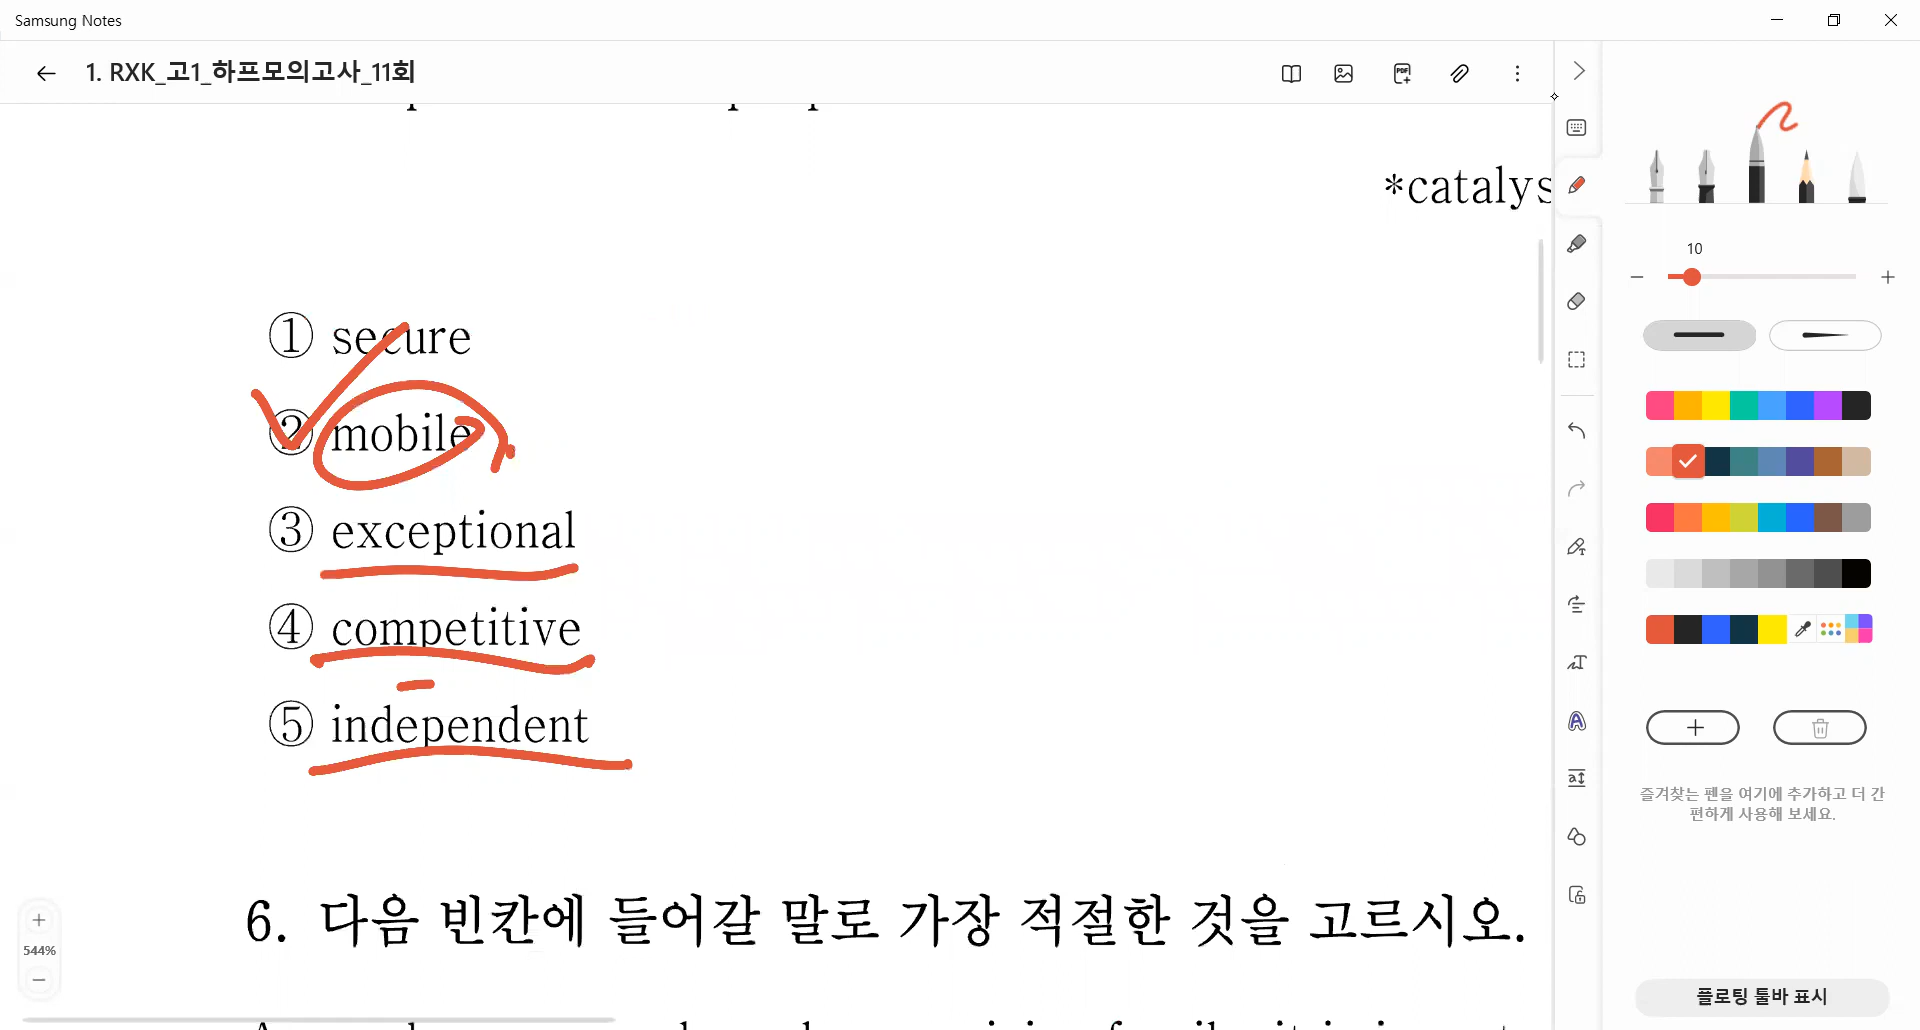 Samsung Notes
1. RXK_고1_하프모의고사_11회
PDF
*catalys
① secure
② mobile
③ exceptional
④ competitive
⑤ independent
6. 다음 빈칸에 들어갈 말로 가장 적절한 것을 고르시오.
544%
10
즐겨찾는 펜을 여기에 추가하고 더 간
편하게 사용해 보세요.
플로팅 툴바 표시